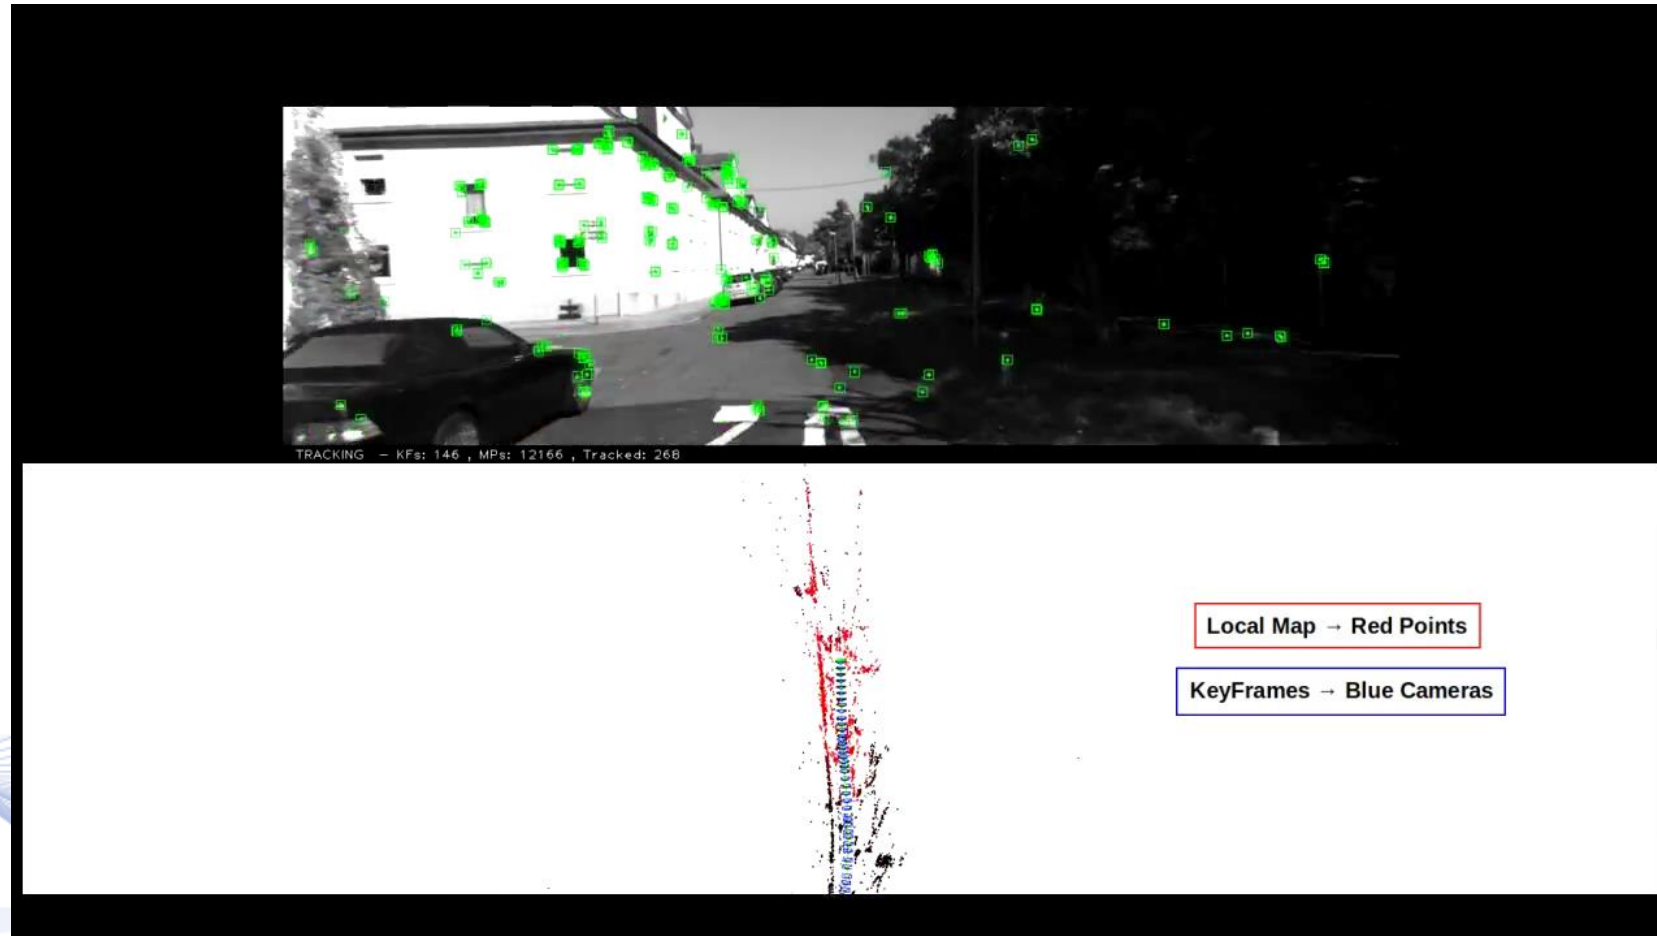 TRACKING - KFs: 146 , MPs: 12166 , Tracked: 268
Local Map → Red Points
KeyFrames → Blue Cameras